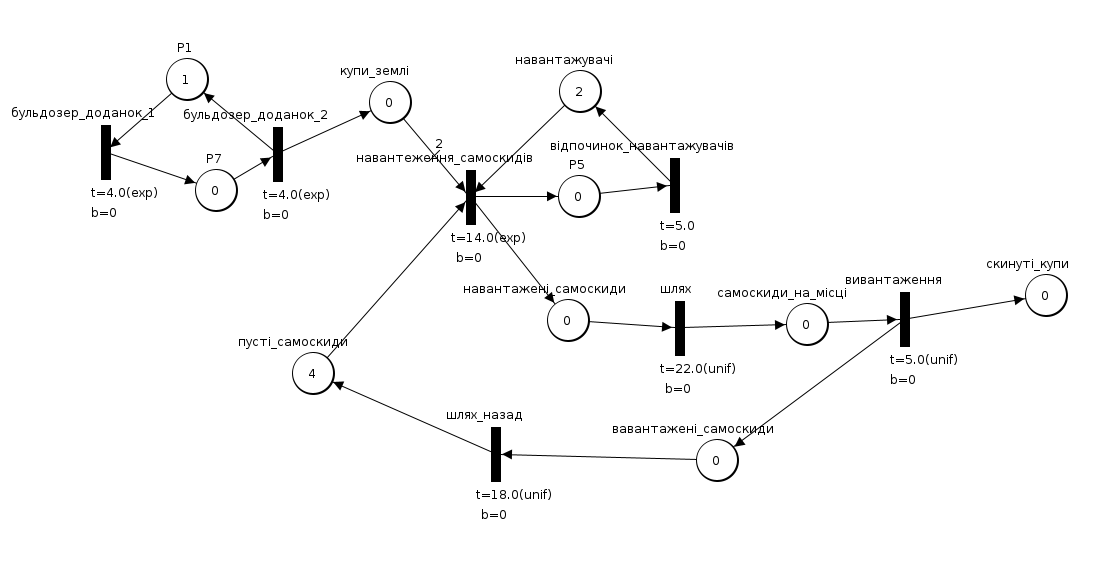 P1
1
бульдозер_доданок_1
t=4.0(exp)
b=0
P7
0
бульдозер_доданок_2
t=4.0(exp)
b=0
купи_землі
0
2
навантеження_самоскидів
t=14.0(exp)
b=0
навантажувачі
2
відпочинок_навантажувачів
t=5.0
b=0
P5
0
навантажені_самоскиди
0
шлях
t=22.0(unif)
b=0
самоскиди_на_місці
0
вивантаження
t=5.0(unif)
b=0
скинуті_купи
0
пусті_самоскиди
4
шлях_назад
t=18.0(unif)
b=0
вавантажені_самоскиди
0